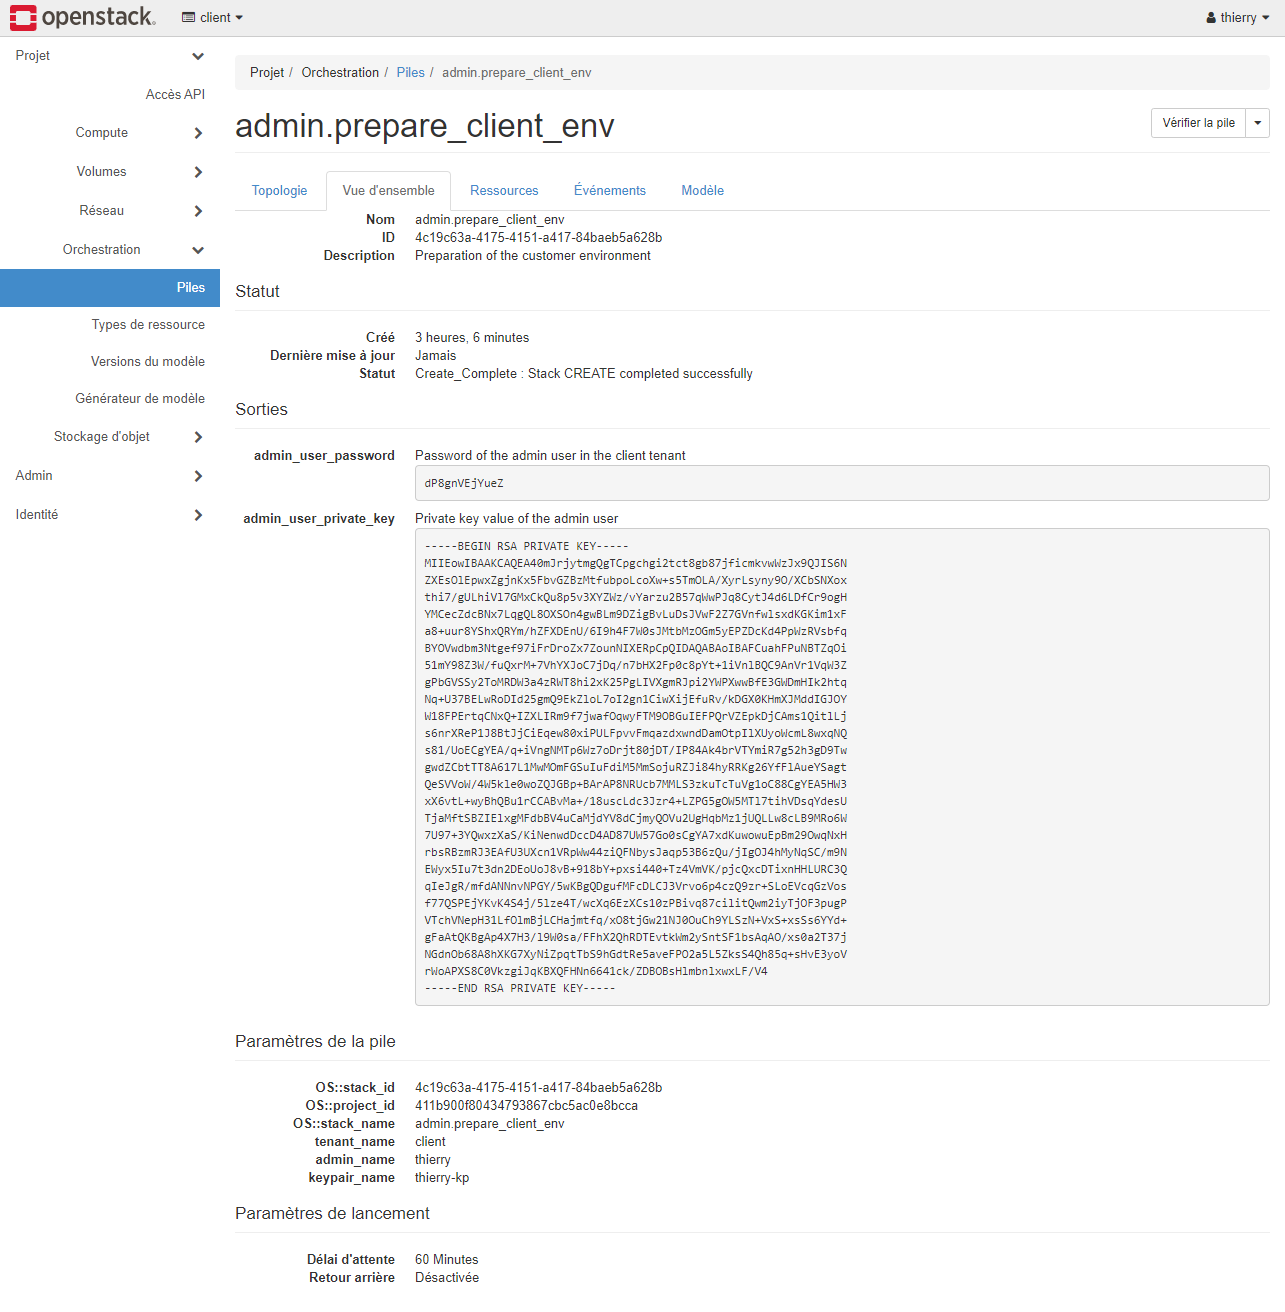 openstack.
client
thierry
Projet
Accès API
Compute
Volumes
Réseau
Orchestration
Piles
Types de ressource
Versions du modèle
Générateur de modèle
Stockage d'objet
Admin
Identité
Projet / Orchestration / Piles / admin.prepare_client_env
admin.prepare_client_env
Vérifier la pile
Topologie Vue d'ensemble Ressources Événements Modèle
Nom admin.prepare_client_env
ID 4c19c63a-4175-4151-a417-84baeb5a628b
Description Preparation of the customer environment
Statut
Créé 3 heures, 6 minutes
Dernière mise à jour Jamais
Statut Create_Complete : Stack CREATE completed successfully
Sorties
admin_user_password Password of the admin user in the client tenant
dP8gnVEjYueZ
admin_user_private_key Private key value of the admin user
-----BEGIN RSA PRIVATE KEY-----
MIIEowIBAAKCAQEA40mJrjytmgQgTCpgchgi2tct8gb87jficmkvwWzJx9QJIS6N
ZXEsOlEpwxZgjnKx5FbvGZBzMtfubpoLcoXw+s5TmOLA/XyrLsyny9O/XCbSNXox
thi7/gULhiVl7GMxCkQu8p5v3XYZWz/vYarzu2B57qWwPJq8CytJ4d6LDfCr9ogH
YMCecZdcBNx7LqgQL8OXSOn4gwBLm9DZigBvLuDsJVwF2Z7GVnfwlsxdKGKim1xF
a8+uur8YShxQRYm/hZFXDEnU/6I9h4F7W0sJMtbMzOGm5yEPZDcKd4PpWzRVsbfq
BYOVwdbm3Ntgef97iFrDroZx7ZounNIXERpCpQIDAQABAoIBAFCuahFPuNBTZqOi
51mY98Z3W/fuQxrM+7VhYXJoC7jDq/n7bHX2Fp0c8pYt+1iVnlBQC9AnVr1VqW3Z
gPbGVSSy2ToMRDW3a4zRWT8hi2xK25PgLIVXgmRJpi2YWPXwwBfE3GWDmHIk2htq
Nq+U37BELwRoDId25gmQ9EkZloL7oI2gn1CiwXijEfuRv/kDGX0KHmXJMddIGJOY
W18FPErtqCNxQ+IZXLIRm9f7jwafOqwyFTM9OBGuIEFPQrVZEpkDjCAms1QitlLj
s6nrXReP1J8BtJjCiEqew80xiPULFpvvFmqazdxwndDamOtpIlXUyoWcmL8wxqNQ
s81/UoECgYEA/q+iVngNMTp6Wz7oDrjt80jDT/IP84Ak4brVTYmiR7g52h3gD9Tw
gwdZCbtTT8A617L1MwMOmFGSuIuFdiM5MmSojuRZJi84hyRRKg26YfFlAueYSagt
QeSVVoW/4W5kle0woZQJGBp+BArAP8NRUcb7MMLS3zkuTcTuVg1oC88CgYEA5HW3
xX6vtL+wyBhQBu1rCCABvMa+/18uscLdc3Jzr4+LZPG5gOW5MTl7tihVDsqYdesU
TjaMftSBZIElxgMFdbBV4uCaMjdYV8dCjmyQOVu2UgHqbMz1jUQLLw8cLB9MRo6W
7U97+3YQwxzXaS/KiNenwdDccD4AD87UW57Go0sCgYA7xdKuwowuEpBm29OwqNxH
rbsRBzmRJ3EAfU3UXcn1VRpWw44ziQFNbysJaqp53B6zQu/jIgOJ4hMyNqSC/m9N
EWyx5Iu7t3dn2DEoUoJ8vB+918bY+pxsi440+Tz4VmVK/pjcQxcDTixnHHLURC3Q
qIeJgR/mfdANNnvNPGY/5wKBgQDgufMFcDLCJ3Vrvo6p4czQ9zr+SLoEVcqGzVos
f77QSPEjYKvK4S4j/5lze4T/wcXq6EzXCs10zPBivq87cilitQwm2iyTjOF3pugP
VTchVNepH31LfOlmBjLCHajmtfq/xO8tjGw21NJ0OuCh9YLSzN+VxS+xsSs6YYd+
gFaAtQKBgAp4X7H3/l9W0sa/FFhX2QhRDTEvtkWm2ySntSF1bsAqAO/xs0a2T37j
NGdnOb68A8hXKG7XyNiZpqtTbS9hGdtRe5aveFPO2a5L5ZksS4Qh85q+sHvE3yoV
rWoAPXS8C0VkzgiJqKBXQFHNn6641ck/ZDBOBsHlmbnlxwxLF/V4
-----END RSA PRIVATE KEY-----
Paramètres de la pile
OS::stack_id 4c19c63a-4175-4151-a417-84baeb5a628b
OS::project_id 411b900f80434793867cbc5ac0e8bcca
OS::stack_name admin.prepare_client_env
tenant_name client
admin_name thierry
keypair_name thierry-kp
Paramètres de lancement
Délai d'attente 60 Minutes
Retour arrière Désactivée